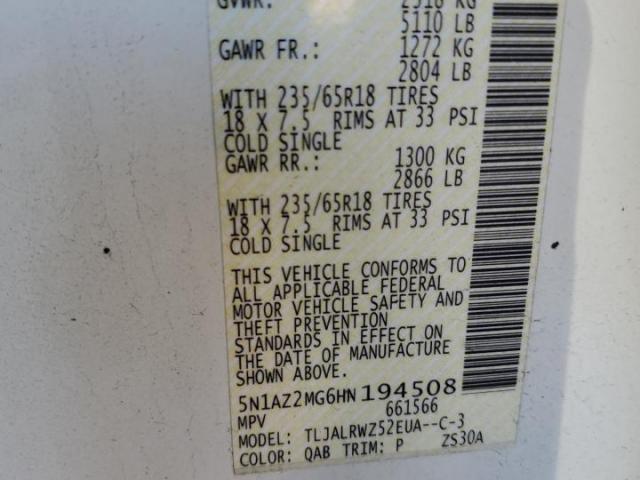 GVWR: 2318 KG
5110 LB
GAWR FR.: 1272 KG
2804 LB
WITH 235/65R18 TIRES
18 X 7.5 RIMS AT 33 PSI
COLD SINGLE
GAWR RR.: 1300 KG
2866 LB
WITH 235/65R18 TIRES
18 X 7.5 RIMS AT 33 PSI
COLD SINGLE
THIS VEHICLE CONFORMS TO
ALL APPLICABLE FEDERAL
MOTOR VEHICLE SAFETY AND
THEFT PREVENTION
STANDARDS IN EFFECT ON
THE DATE OF MANUFACTURE
SHOWN ABOVE.
5N1AZ2MG6HN194508
MPV 661566
MODEL: TLJALRWZ52EUA--C-3
COLOR: QAB TRIM: P ZS30A